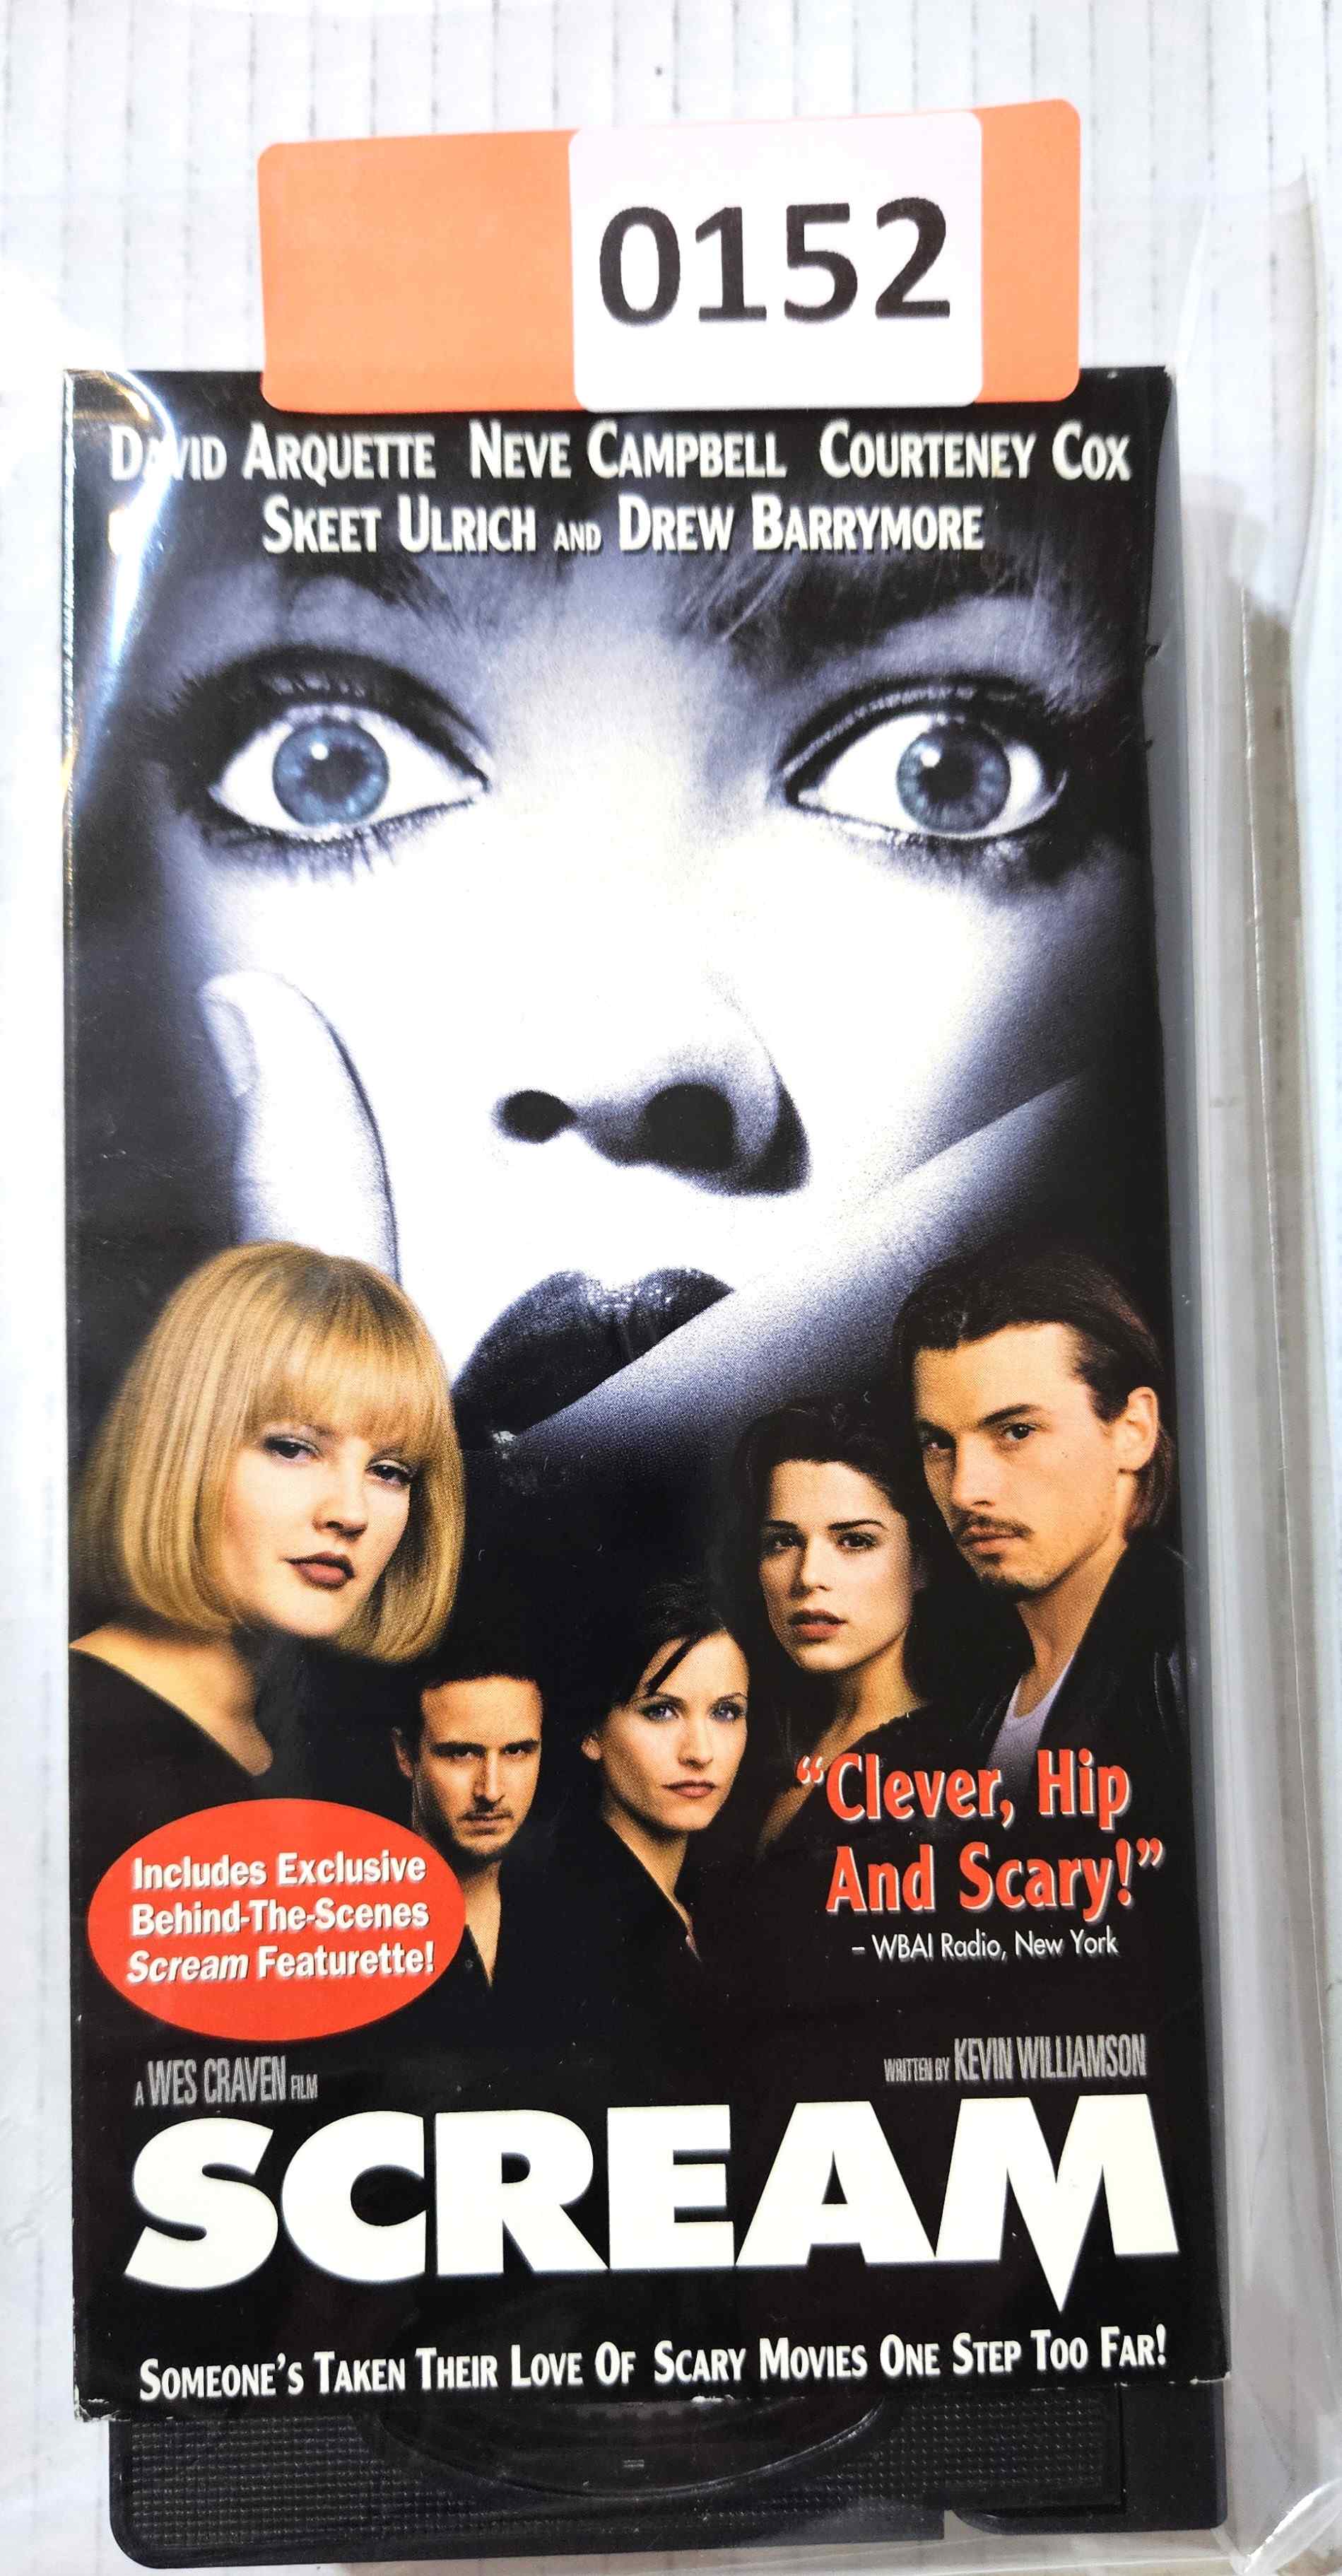 0152
DAVID ARQUETTE NEVE CAMPBELL COURTENEY COX
SKEET ULRICH AND DREW BARRYMORE
“Clever, Hip
And Scary!”
– WBAI Radio, New York
Includes Exclusive
Behind-The-Scenes
Scream Featurette!
A WES CRAVEN FILM
WRITTEN BY KEVIN WILLIAMSON
SCREAM
SOMEONE'S TAKEN THEIR LOVE OF SCARY MOVIES ONE STEP TOO FAR!